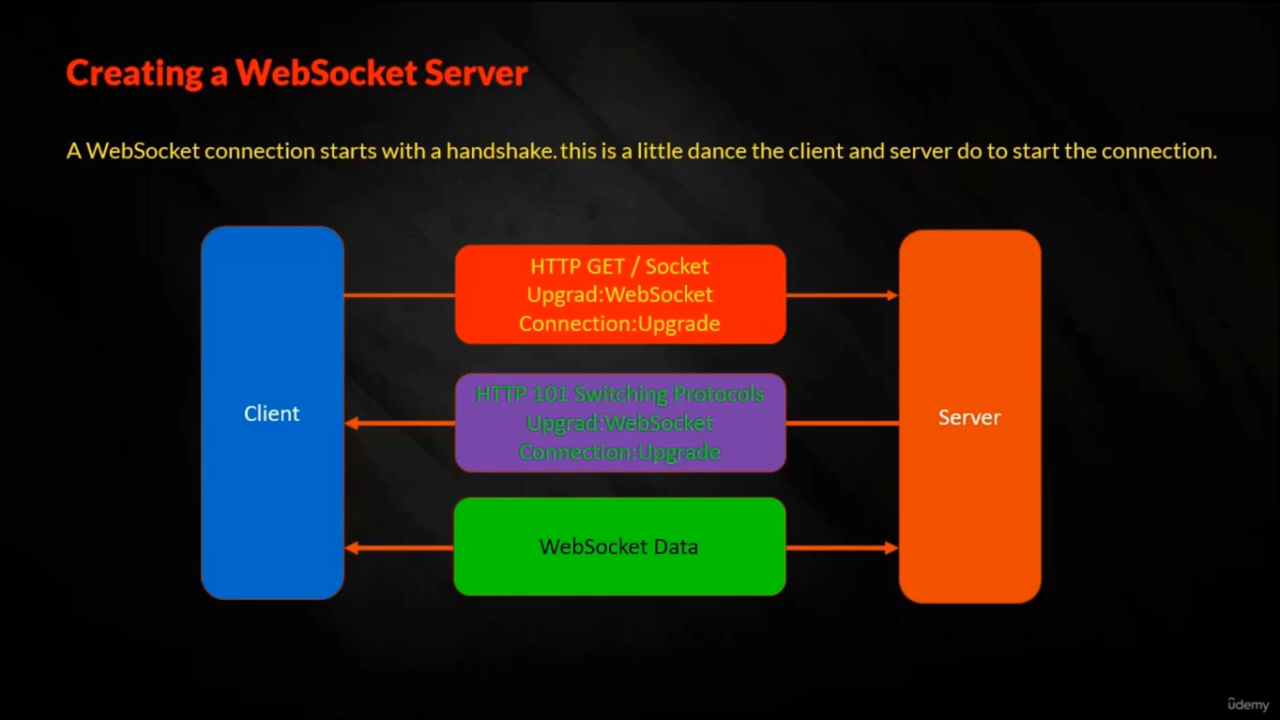 Creating a WebSocket Server
A WebSocket connection starts with a handshake. this is a little dance the client and server do to start the connection.
HTTP GET / Socket
Upgrad:WebSocket
Connection:Upgrade
HTTP 101 Switching Protocols
Upgrad:WebSocket
Connection:Upgrade
Client
Server
WebSocket Data
ûdemy